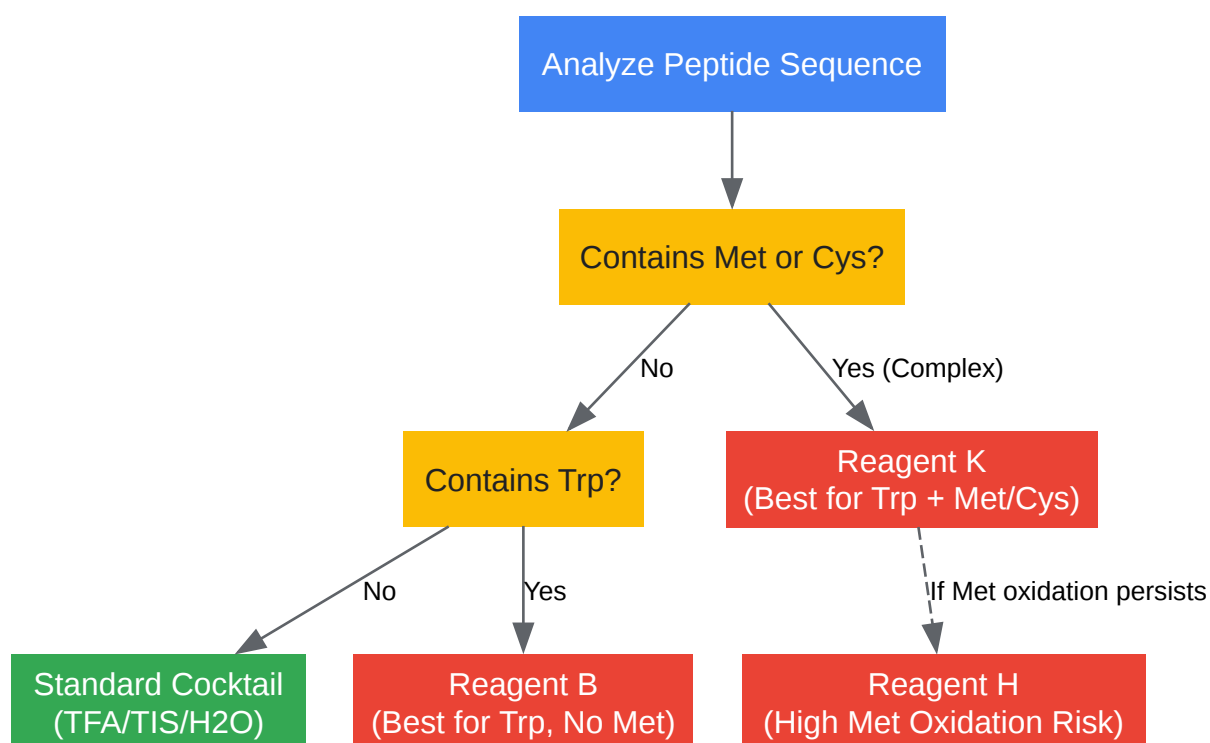 Analyze Peptide Sequence
Contains Met or Cys?
No
Yes (Complex)
Contains Trp?
Reagent K
(Best for Trp + Met/Cys)
No
Yes
If Met oxidation persists
Standard Cocktail
(TFA/TIS/H2O)
Reagent B
(Best for Trp, No Met)
Reagent H
(High Met Oxidation Risk)